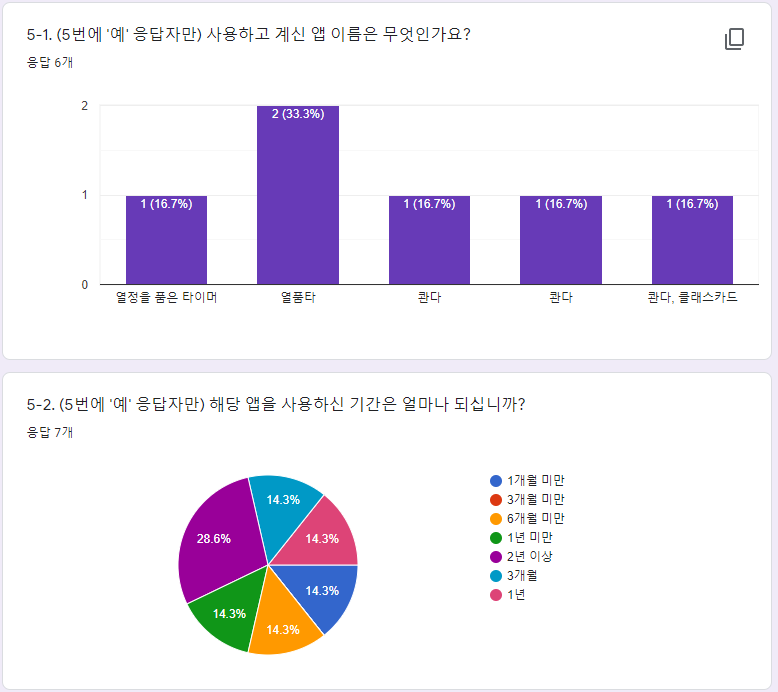 5-1. (5번에 '예' 응답자만) 사용하고 계신 앱 이름은 무엇인가요?
응답 6개
2
1
0
1 (16.7%)
2 (33.3%)
1 (16.7%)
1 (16.7%)
1 (16.7%)
열정을 품은 타이머
열품타
콴다
콴다
콴다, 클래스카드
5-2. (5번에 '예' 응답자만) 해당 앱을 사용하신 기간은 얼마나 되십니까?
응답 7개
14.3%
14.3%
28.6%
14.3%
14.3%
14.3%
1개월 미만
3개월 미만
6개월 미만
1년 미만
2년 이상
3개월
1년